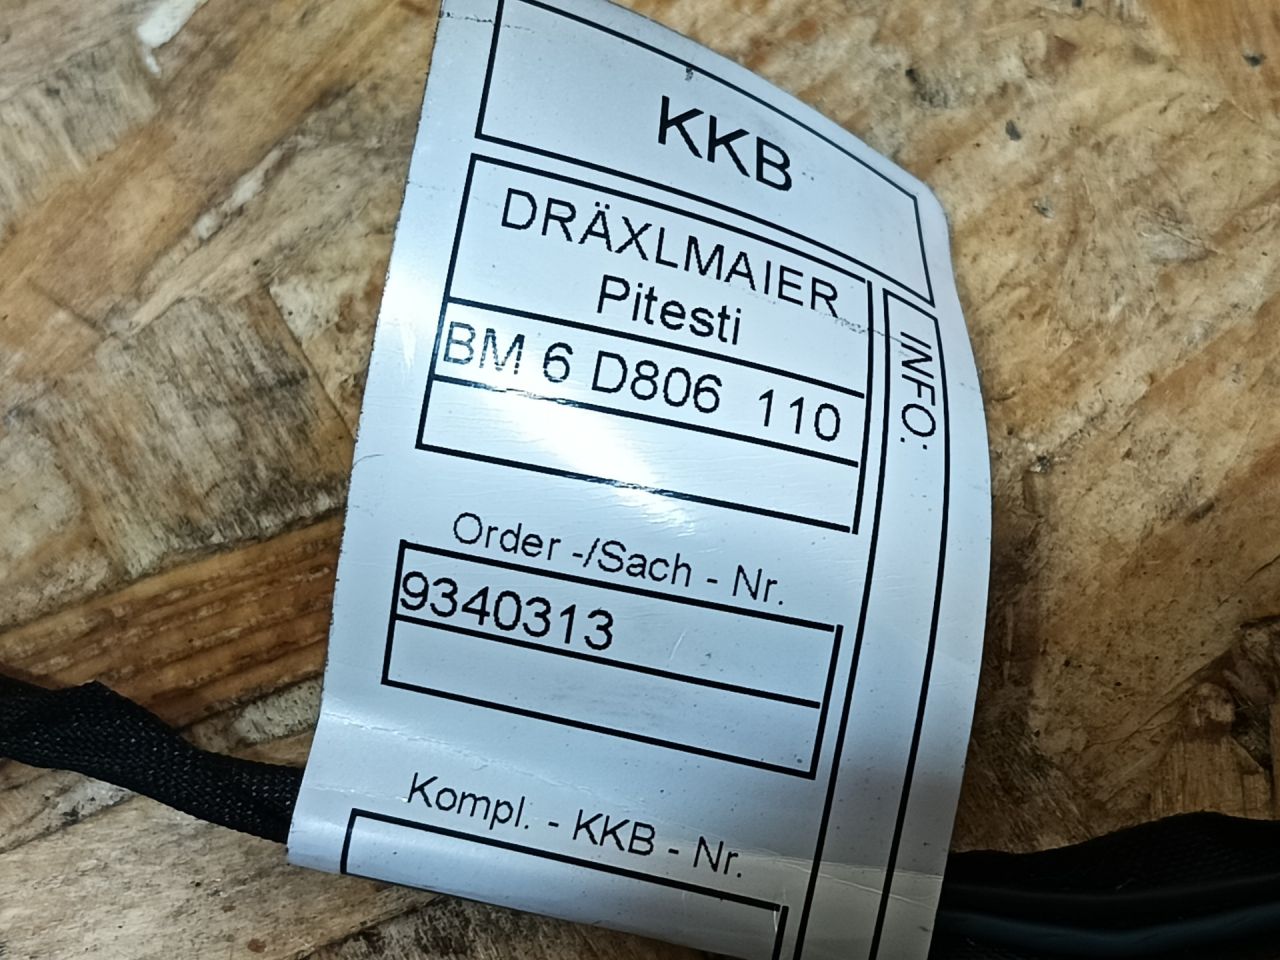 KKB
DRÄXLMAIER
Pitesti
BM 6 D806 110
INFO:
Order -/Sach - Nr.
9340313
Kompl. - KKB - Nr.